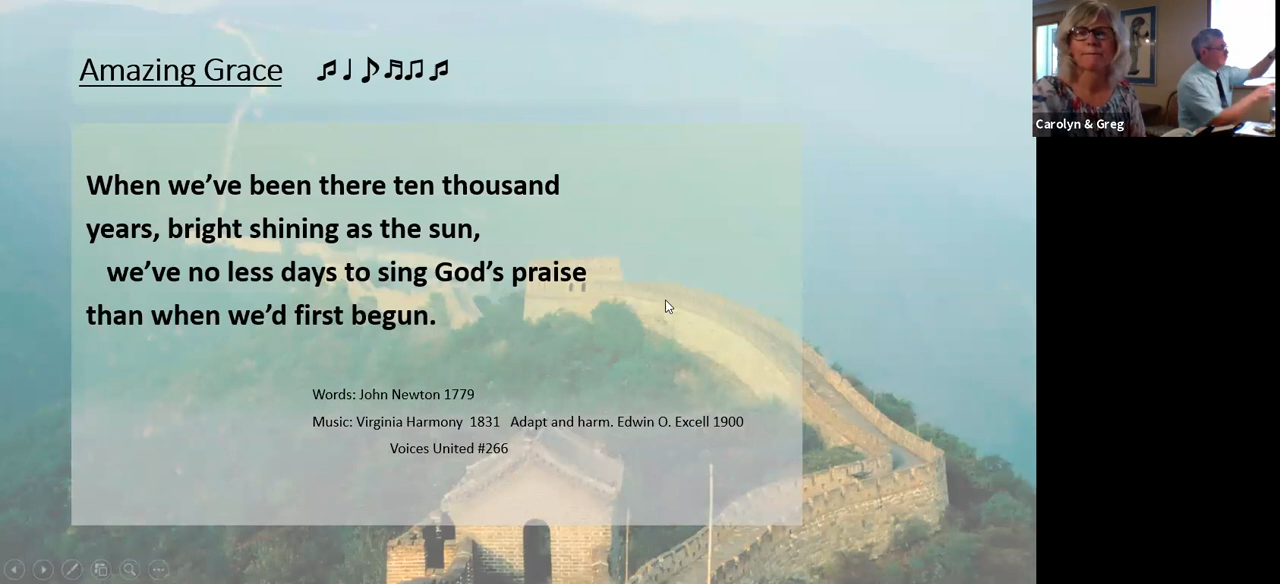 Amazing Grace
When we’ve been there ten thousand
years, bright shining as the sun,
we’ve no less days to sing God’s praise
than when we’d first begun.
Words: John Newton 1779
Music: Virginia Harmony 1831 Adapt and harm. Edwin O. Excell 1900
Voices United #266
Carolyn & Greg